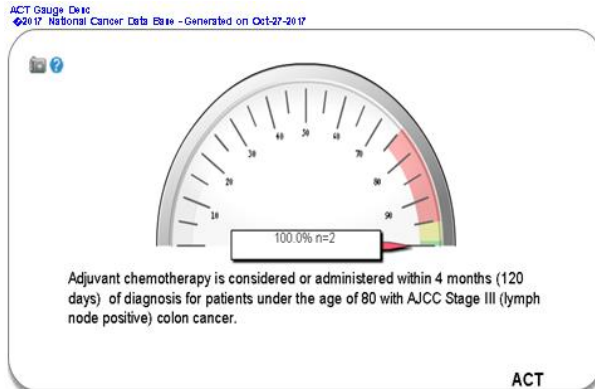 ACT Gauge Desc
�2017 National Cancer Data Base - Generated on Oct-27-2017
10
20
30
40
50
60
70
80
90
100.0% n=2
Adjuvant chemotherapy is considered or administered within 4 months (120
days) of diagnosis for patients under the age of 80 with AJCC Stage III (lymph
node positive) colon cancer.
ACT